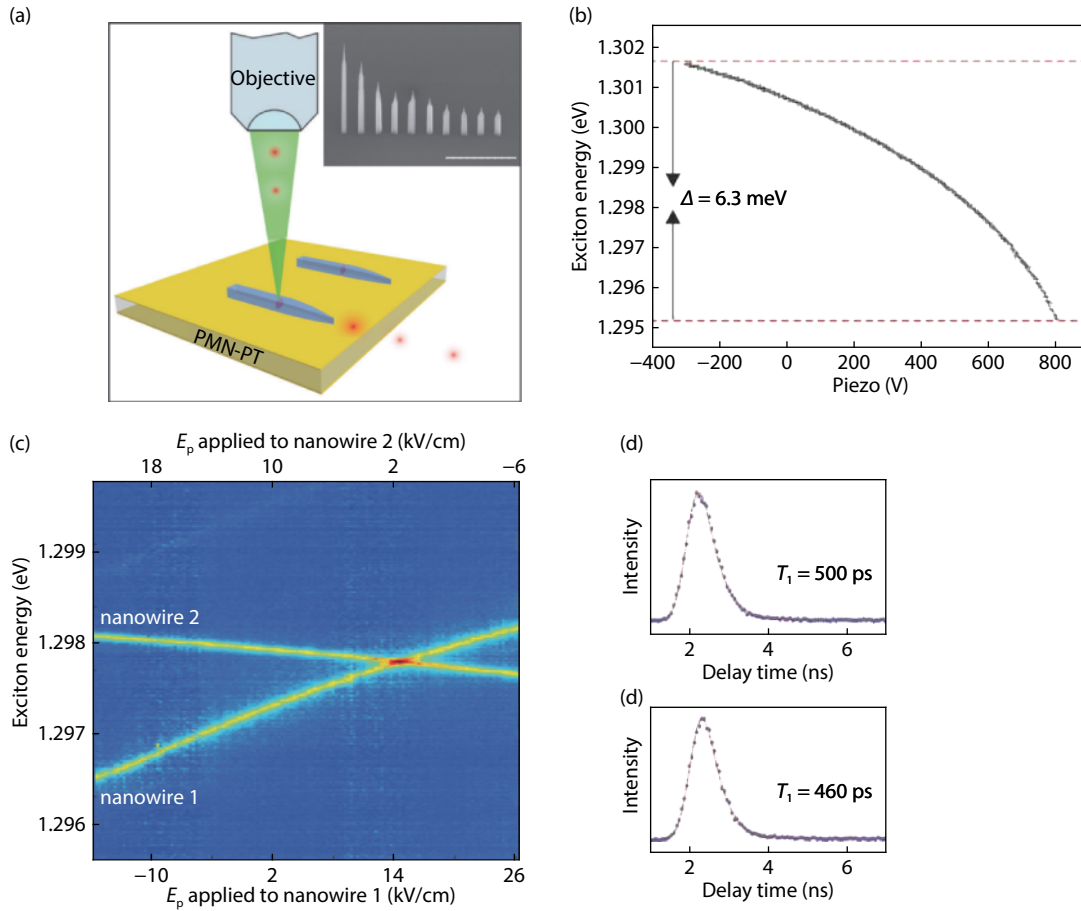 (a)
Objective
PMN-PT
(b)
Exciton energy (eV)
1.302
1.301
1.300
1.299
1.298
1.297
1.296
1.295
Δ = 6.3 meV
−400 −200 0 200 400 600 800
Piezo (V)
(c)
Eₚ applied to nanowire 2 (kV/cm)
18 10 2 −6
Exciton energy (eV)
1.299
1.298
1.297
1.296
nanowire 2
nanowire 1
−10 2 14 26
Eₚ applied to nanowire 1 (kV/cm)
(d)
Intensity
T₁ = 500 ps
2 4 6
Delay time (ns)
(d)
Intensity
T₁ = 460 ps
2 4 6
Delay time (ns)